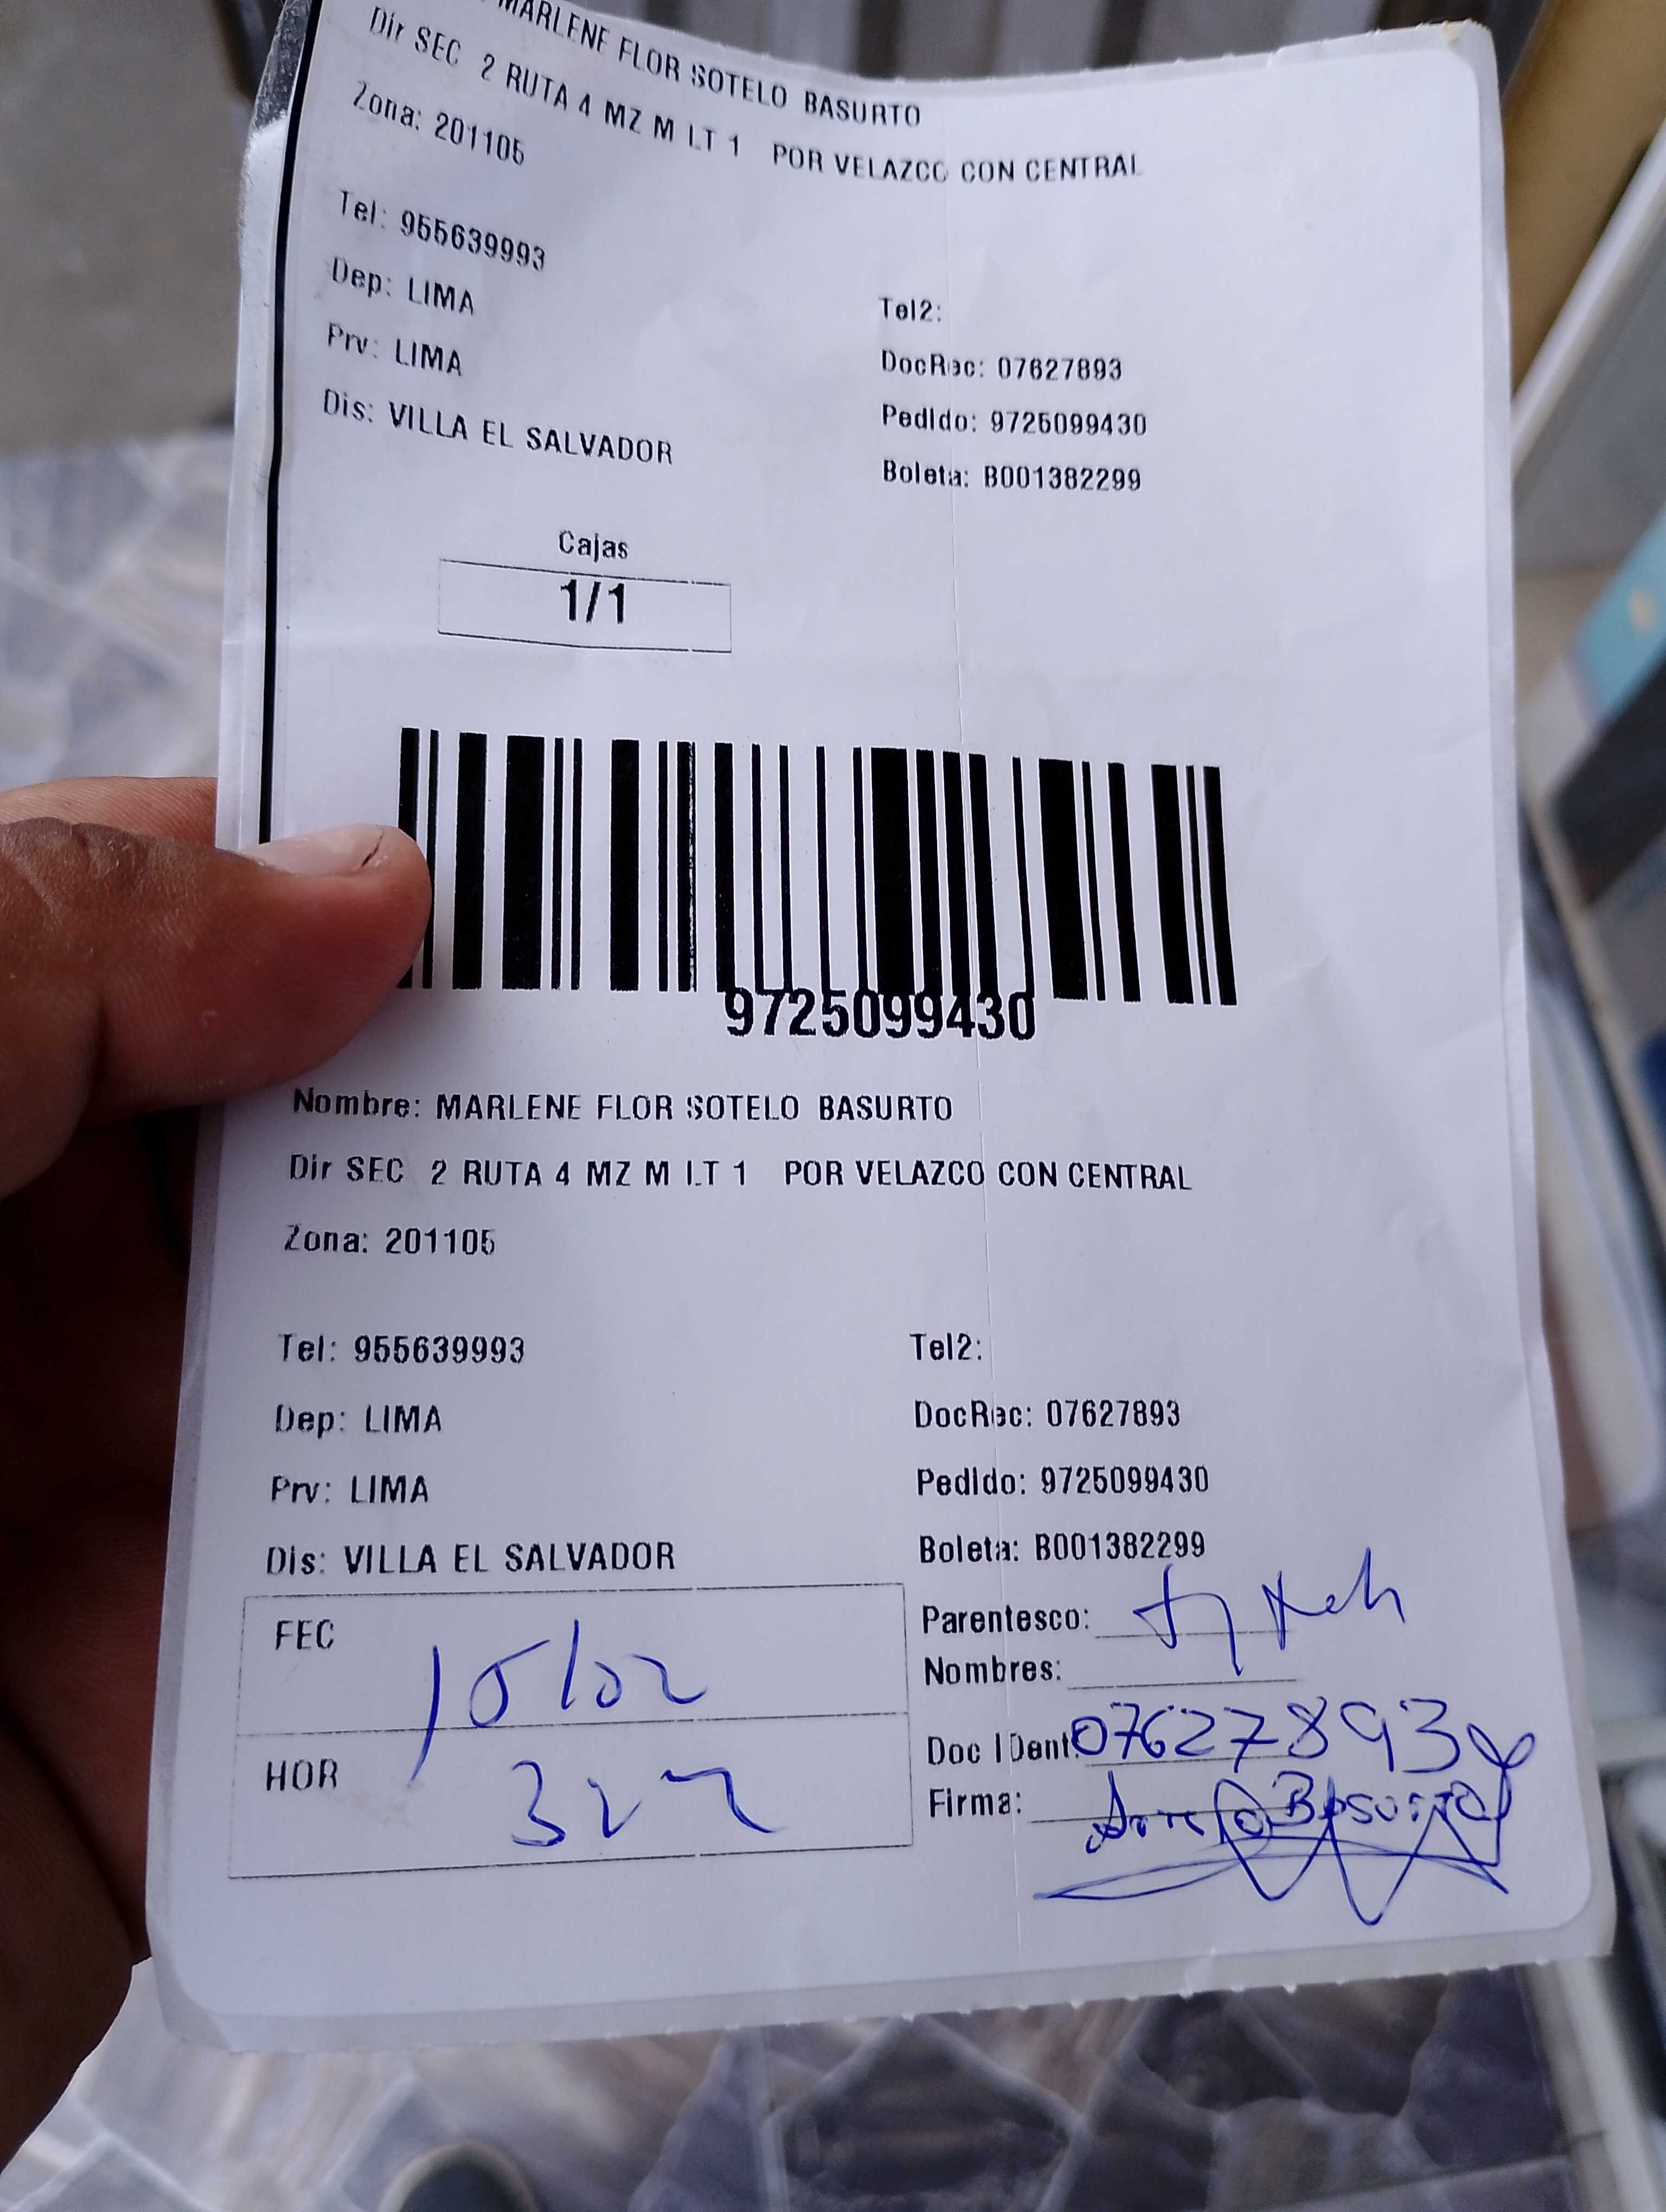 MARLENE FLOR SOTELO BASURTO
Dir SEC 2 RUTA 4 MZ M LT 1 POR VELAZCO CON CENTRAL
Zona: 201105
Tel: 955639993
Tel2:
Dep: LIMA
DocRec: 07627893
Prv: LIMA
Pedido: 9725099430
Dis: VILLA EL SALVADOR
Boleta: B001382299
Cajas
1/1
9725099430
Nombre: MARLENE FLOR SOTELO BASURTO
Dir SEC 2 RUTA 4 MZ M LT 1 POR VELAZCO CON CENTRAL
Zona: 201105
Tel: 955639993
Tel2:
Dep: LIMA
DocRec: 07627893
Prv: LIMA
Pedido: 9725099430
Dis: VILLA EL SALVADOR
Boleta: B001382299
FEC 15/02
Parentesco:
Nombres:
HOR
Doc IDent: 07627893
Firma: Basurto